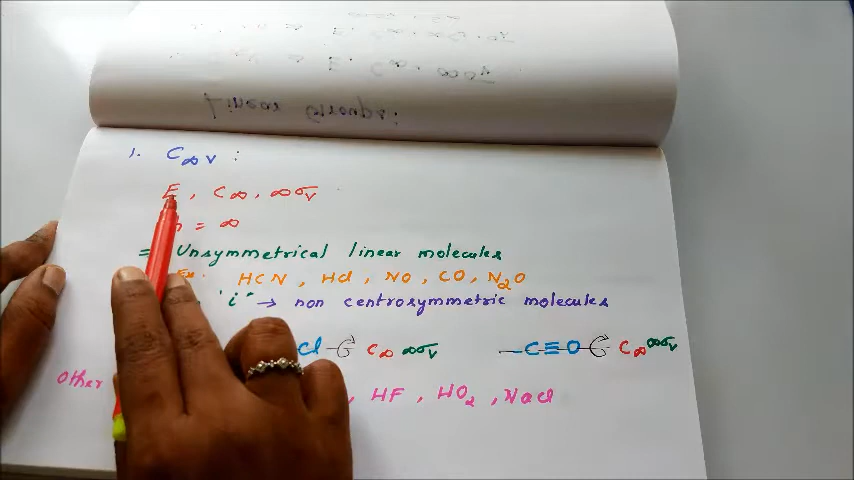 Linear Groups:
1. C∞v :
E, C∞, ∞σv
h = ∞
= Unsymmetrical linear molecules
Ex: HCN, HCl, NO, CO, N2O
'i' → non centrosymmetric molecules
Cl C∞ ∞σv —C≡O C∞ ∞σv
Other , HF, HO2, NaCl